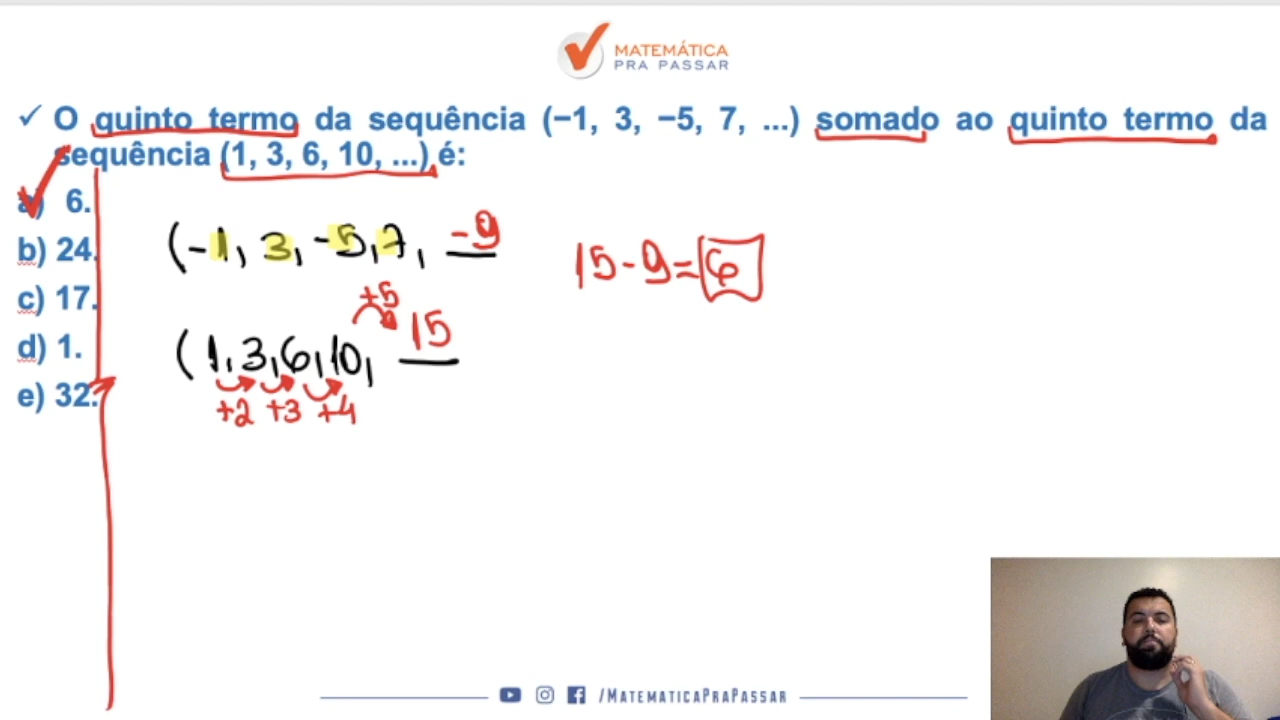 MATEMÁTICA
PRA PASSAR
✓ O quinto termo da sequência (−1, 3, −5, 7, ...) somado ao quinto termo da
sequência (1, 3, 6, 10, ...) é:
a) 6.
b) 24.
c) 17.
d) 1.
e) 32.
(-1, 3, -5, 7, -9
15-9=6
+5
(1, 3, 6, 10, 15
+2 +3 +4
/MATEMATICAPRAPASSAR